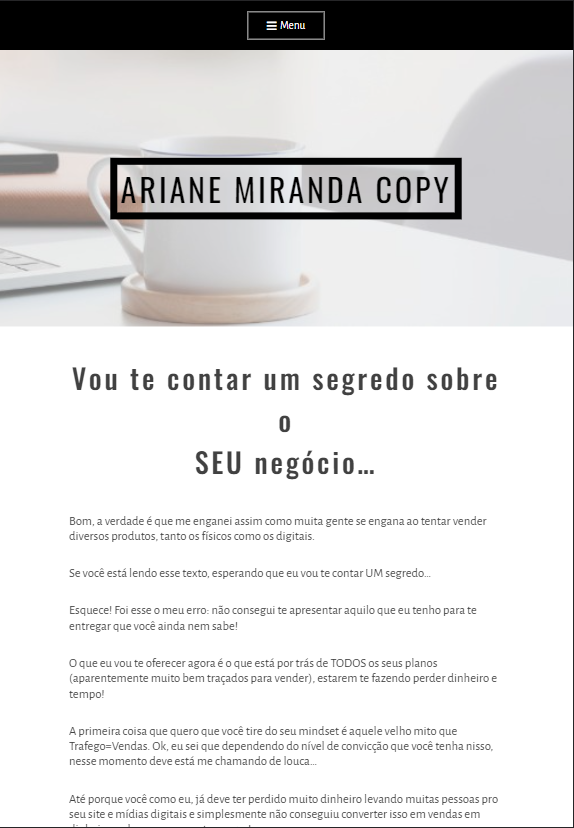 Menu
ARIANE MIRANDA COPY
Vou te contar um segredo sobre
o
SEU negócio...
Bom, a verdade é que me enganei assim como muita gente se engana ao tentar vender
diversos produtos, tanto os físicos como os digitais.
Se você está lendo esse texto, esperando que eu vou te contar UM segredo...
Esquece! Foi esse o meu erro: não consegui te apresentar aquilo que eu tenho para te
entregar que você ainda nem sabe!
O que eu vou te oferecer agora é o que está por trás de TODOS os seus planos
(aparentemente muito bem traçados para vender), estarem te fazendo perder dinheiro e
tempo!
A primeira coisa que quero que você tire do seu mindset é aquele velho mito que
Trafego=Vendas. Ok, eu sei que dependendo do nível de convicção que você tenha nisso,
nesse momento deve está me chamando de louca...
Até porque você como eu, já deve ter perdido muito dinheiro levando muitas pessoas pro
seu site e mídias digitais e simplesmente não conseguiu converter isso em vendas em